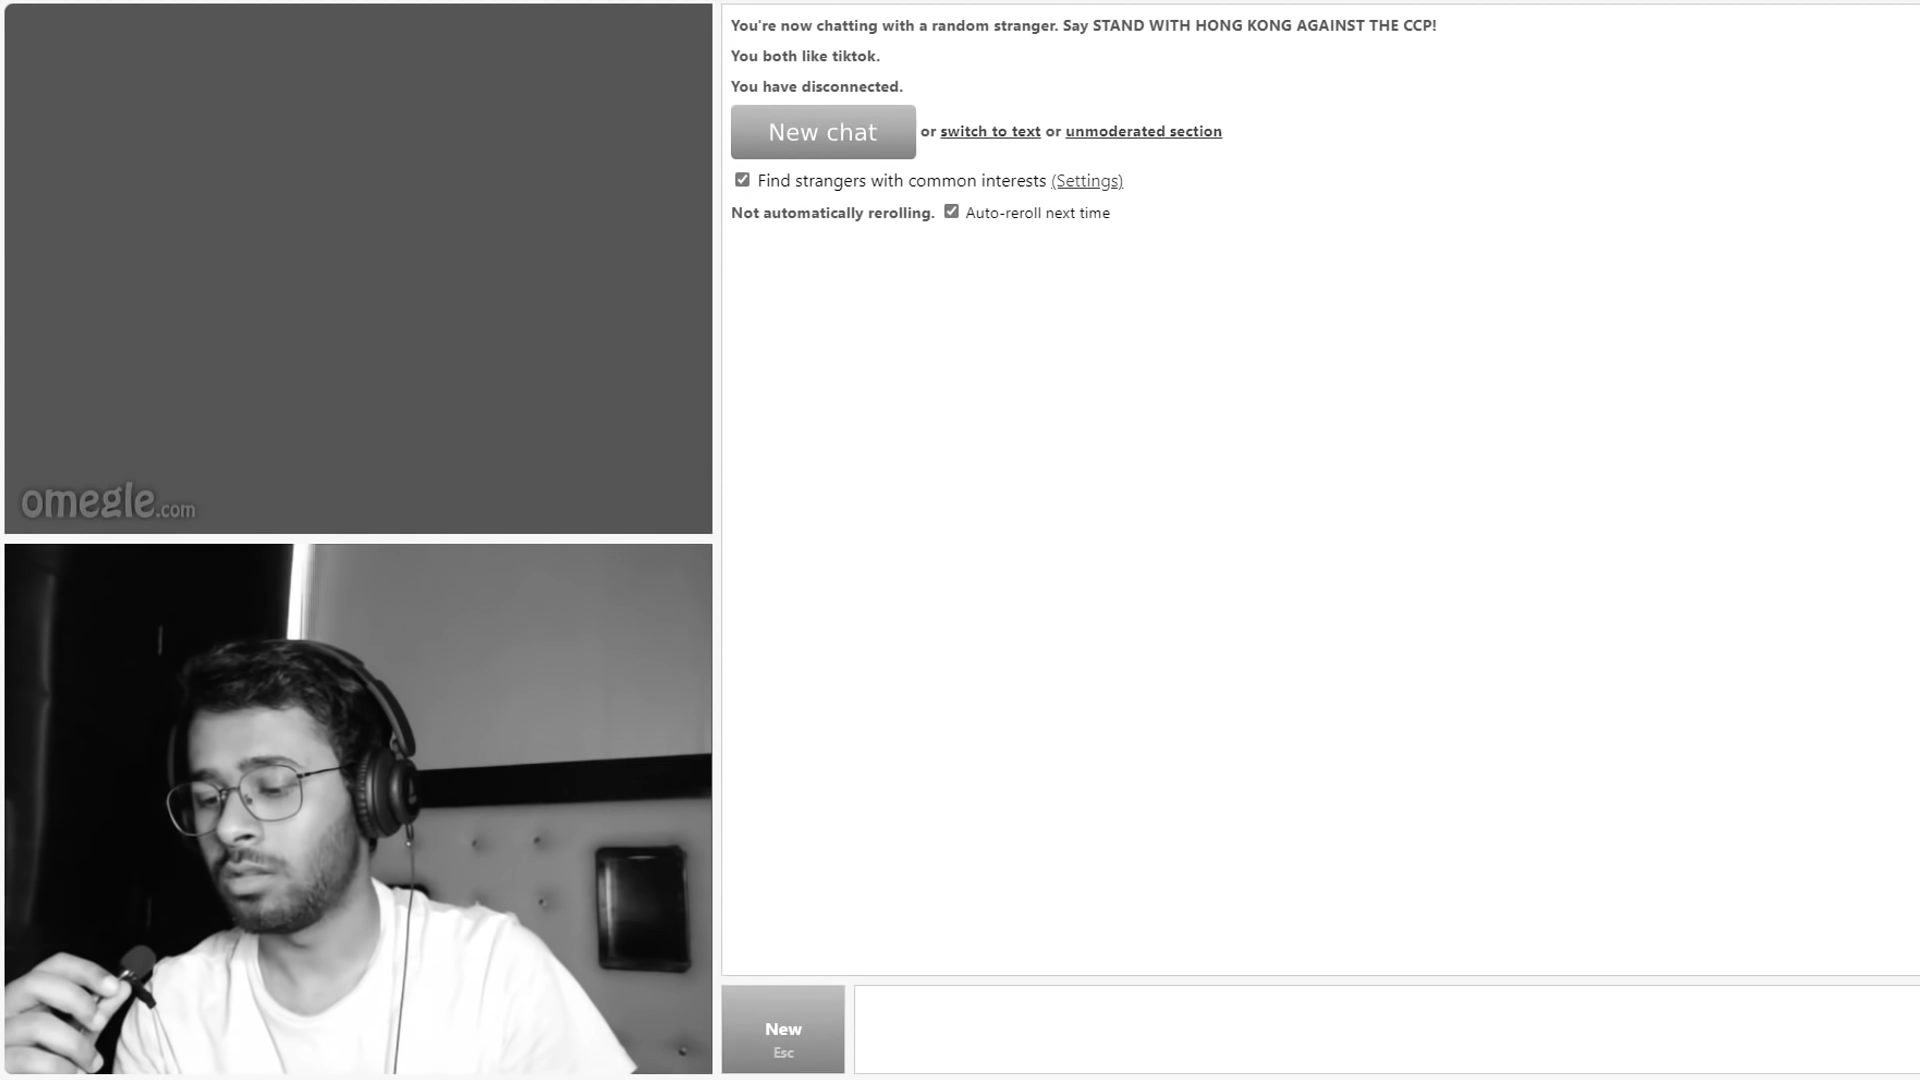 You're now chatting with a random stranger. Say STAND WITH HONG KONG AGAINST THE CCP!
You both like tiktok.
You have disconnected.
New chat or switch to text or unmoderated section
Find strangers with common interests (Settings)
Not automatically rerolling. Auto-reroll next time
omegle.com
New
Esc